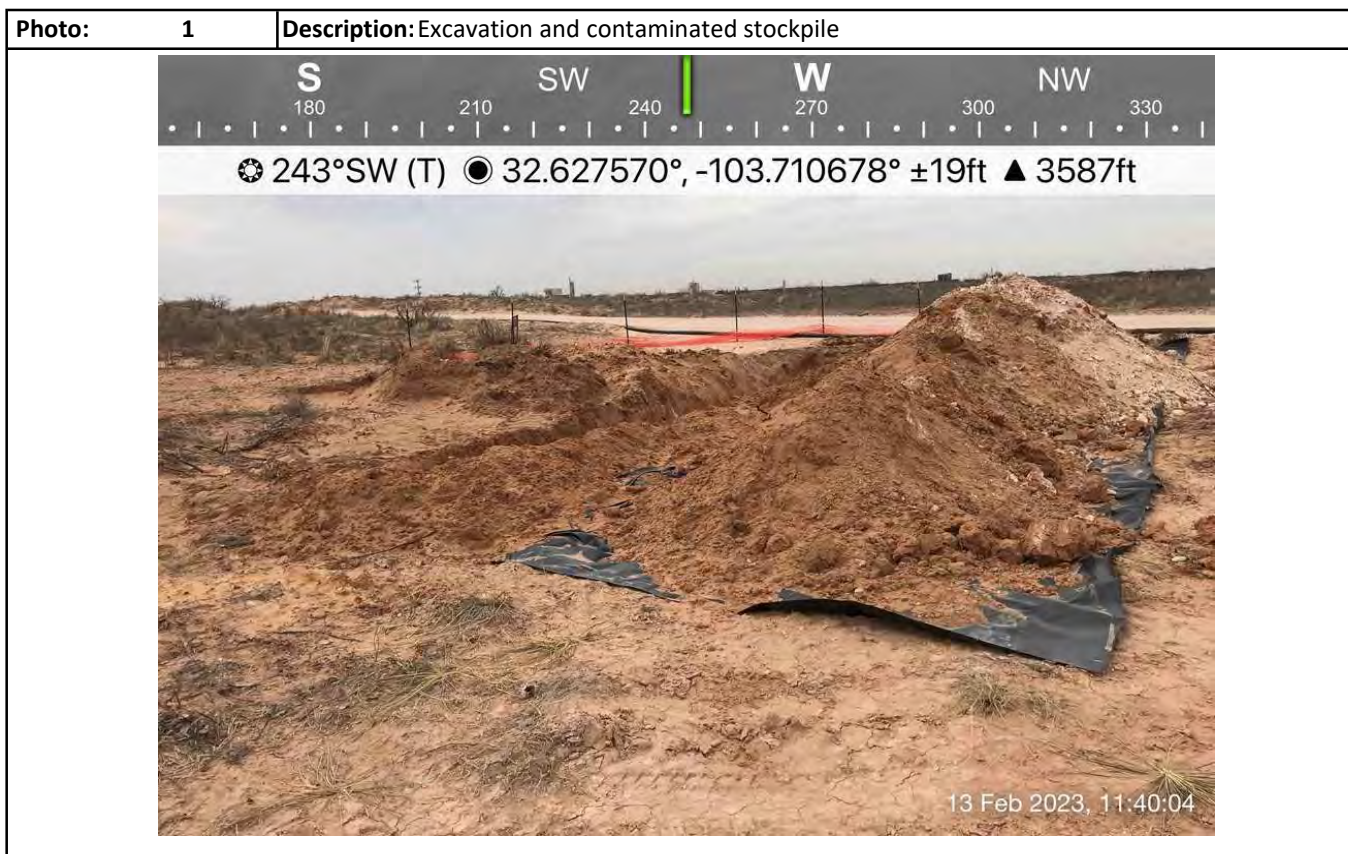 Photo: 1 Description: Excavation and contaminated stockpile
S SW W NW
180 210 240 270 300 330
243°SW (T) 32.627570°, -103.710678° ±19ft ▲ 3587ft
13 Feb 2023, 11:40:04